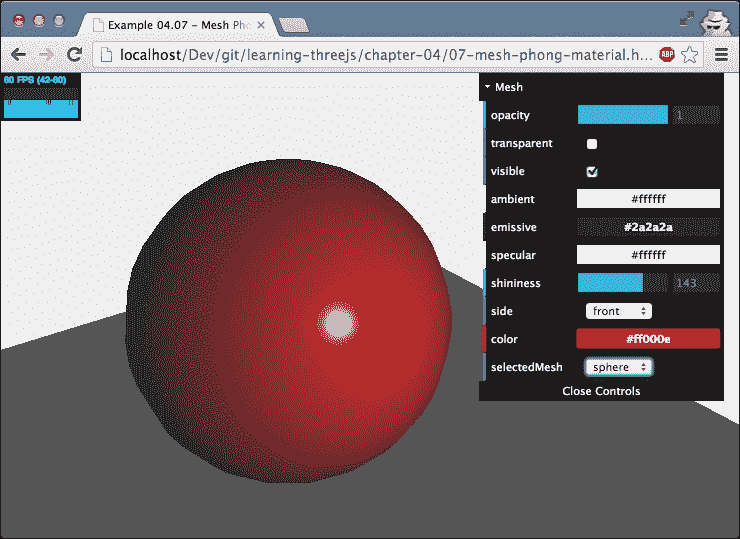 Example 04.07 - Mesh Pho
localhost/Dev/git/learning-threejs/chapter-04/07-mesh-phong-material.h...
ABP
60 FPS (42-60)
Mesh
opacity 1
transparent
visible
ambient #ffffff
emissive #2a2a2a
specular #ffffff
shininess 143
side front
color #ff000e
selectedMesh sphere
Close Controls